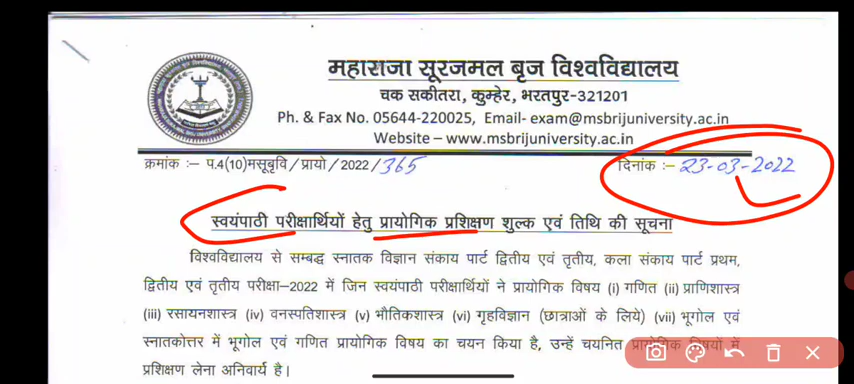 महाराजा सूरजमल बृज विश्वविद्यालय
चक सकीतरा, कुम्हेर, भरतपुर-321201
Ph. & Fax No. 05644-220025, Email- exam@msbrijuniversity.ac.in
Website – www.msbrijuniversity.ac.in
क्रमांक :– प.4(10)मसूबृवि/प्रायो/2022/365 दिनांक :– 23-03-2022
स्वयंपाठी परीक्षार्थियों हेतु प्रायोगिक प्रशिक्षण शुल्क एवं तिथि की सूचना
विश्वविद्यालय से सम्बद्ध स्नातक विज्ञान संकाय पार्ट द्वितीय एवं तृतीय, कला संकाय पार्ट प्रथम,
द्वितीय एवं तृतीय परीक्षा-2022 में जिन स्वयंपाठी परीक्षार्थियों ने प्रायोगिक विषय (i) गणित (ii) प्राणिशास्त्र
(iii) रसायनशास्त्र (iv) वनस्पतिशास्त्र (v) भौतिकशास्त्र (vi) गृहविज्ञान (छात्राओं के लिये) (vii) भूगोल एवं
स्नातकोत्तर में भूगोल एवं गणित प्रायोगिक विषय का चयन किया है, उन्हें चयनित प्रायोगिक विषयों में
प्रशिक्षण लेना अनिवार्य है।